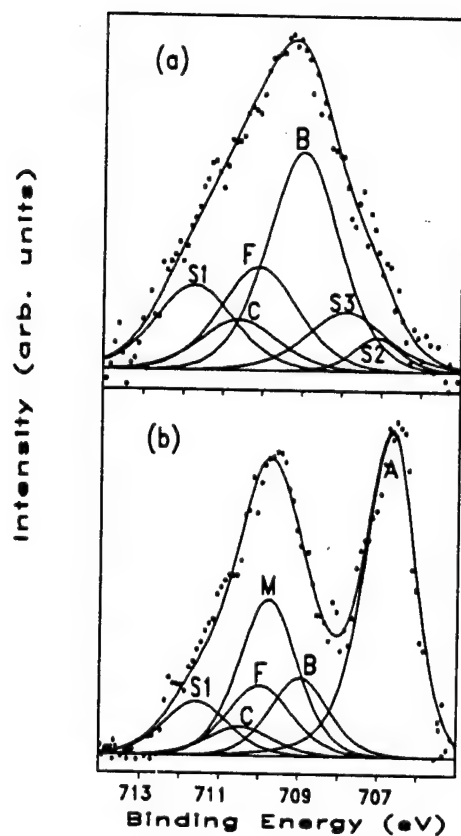 (a)
B
F
S1
C
S3
S2
(b)
A
M
F
B
S1
C
713 711 709 707
Binding Energy (eV)
Intensity (arb. units)